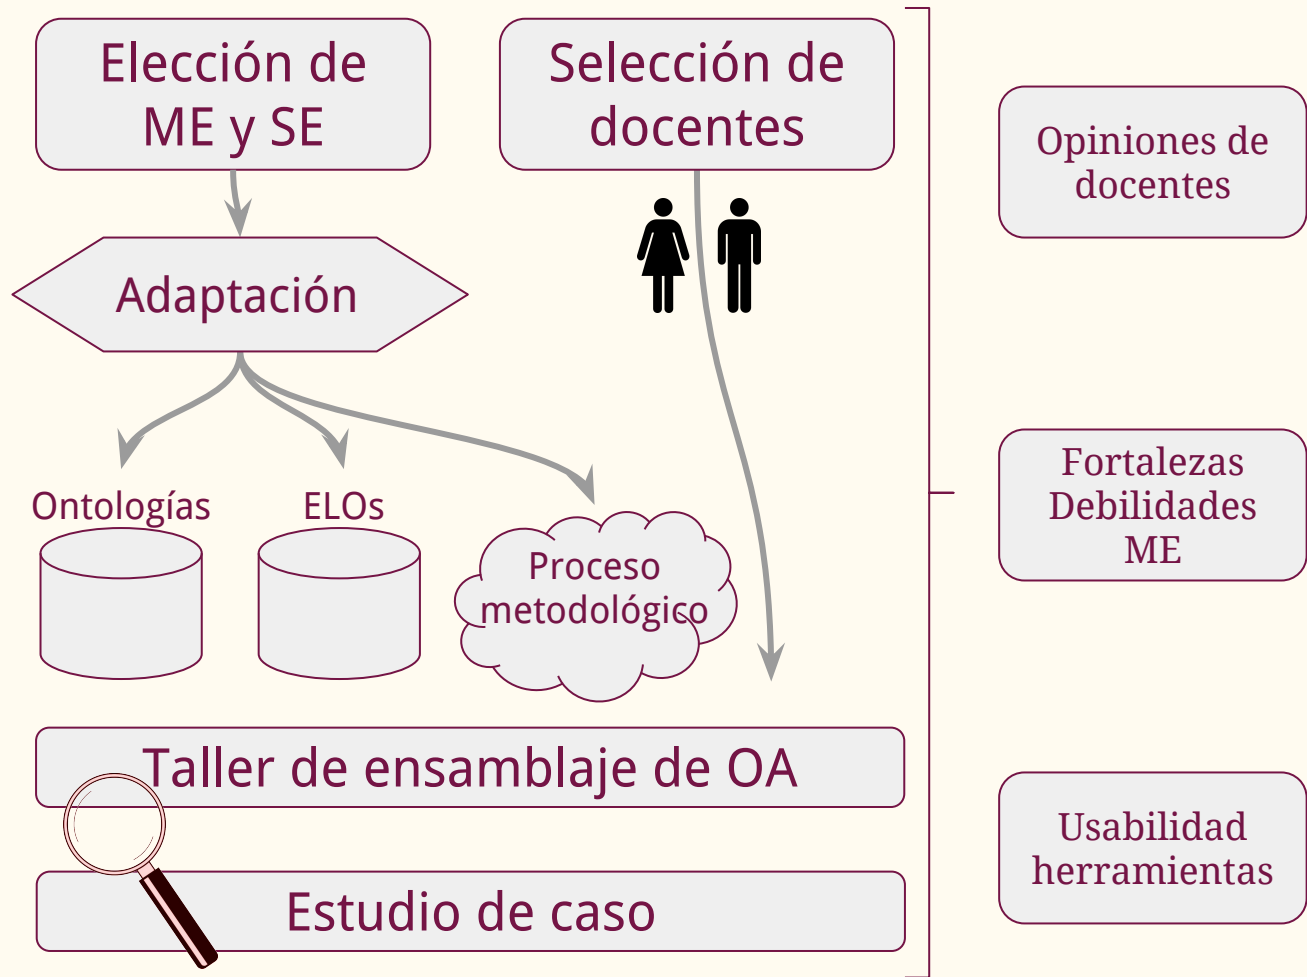 Elección de
ME y SE
Selección de
docentes
Adaptación
Ontologías
ELOs
Proceso
metodológico
Taller de ensamblaje de OA
Estudio de caso
Opiniones de
docentes
Fortalezas
Debilidades
ME
Usabilidad
herramientas